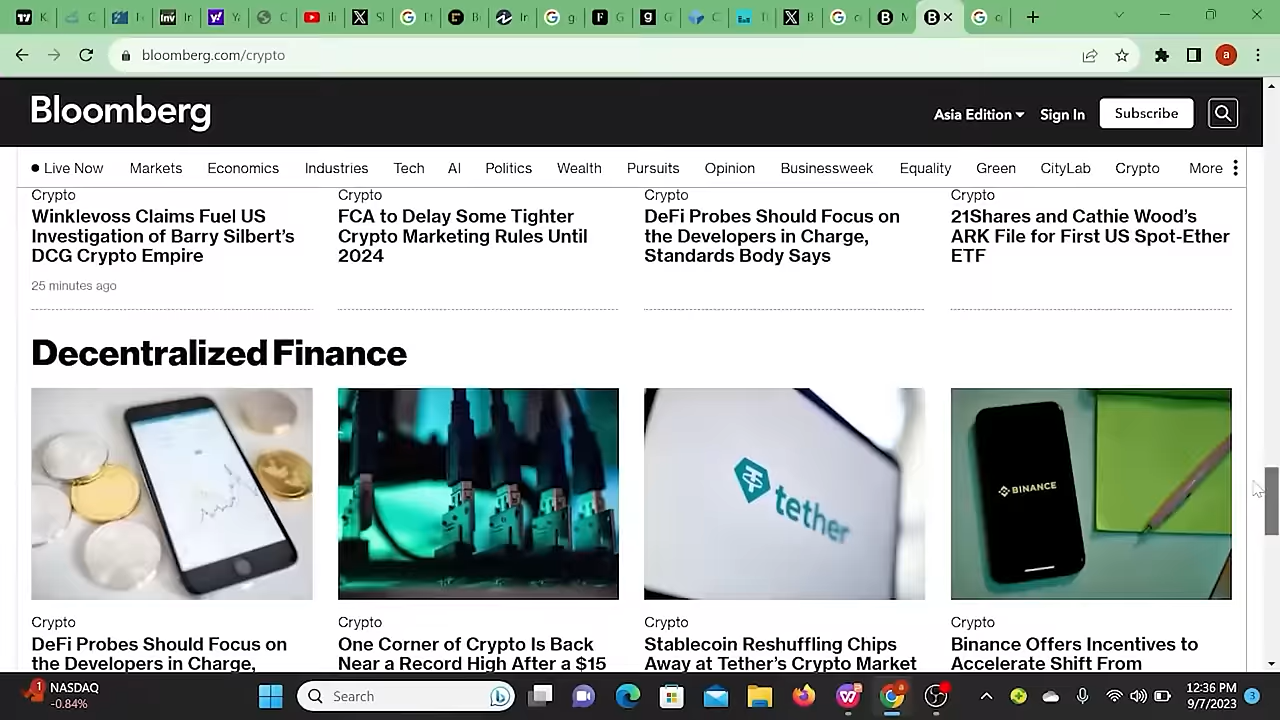 bloomberg.com/crypto
a
Bloomberg
Asia Edition
Sign In
Subscribe
Live Now Markets Economics Industries Tech AI Politics Wealth Pursuits Opinion Businessweek Equality Green CityLab Crypto More
Crypto
Winklevoss Claims Fuel US
Investigation of Barry Silbert's
DCG Crypto Empire
25 minutes ago
Crypto
FCA to Delay Some Tighter
Crypto Marketing Rules Until
2024
Crypto
DeFi Probes Should Focus on
the Developers in Charge,
Standards Body Says
Crypto
21Shares and Cathie Wood's
ARK File for First US Spot-Ether
ETF
Decentralized Finance
tether
BINANCE
Crypto
DeFi Probes Should Focus on
the Developers in Charge,
Crypto
One Corner of Crypto Is Back
Near a Record High After a $15
Crypto
Stablecoin Reshuffling Chips
Away at Tether's Crypto Market
Crypto
Binance Offers Incentives to
Accelerate Shift From
1
NASDAQ
-0.84%
Search
12:36 PM
9/7/2023
3